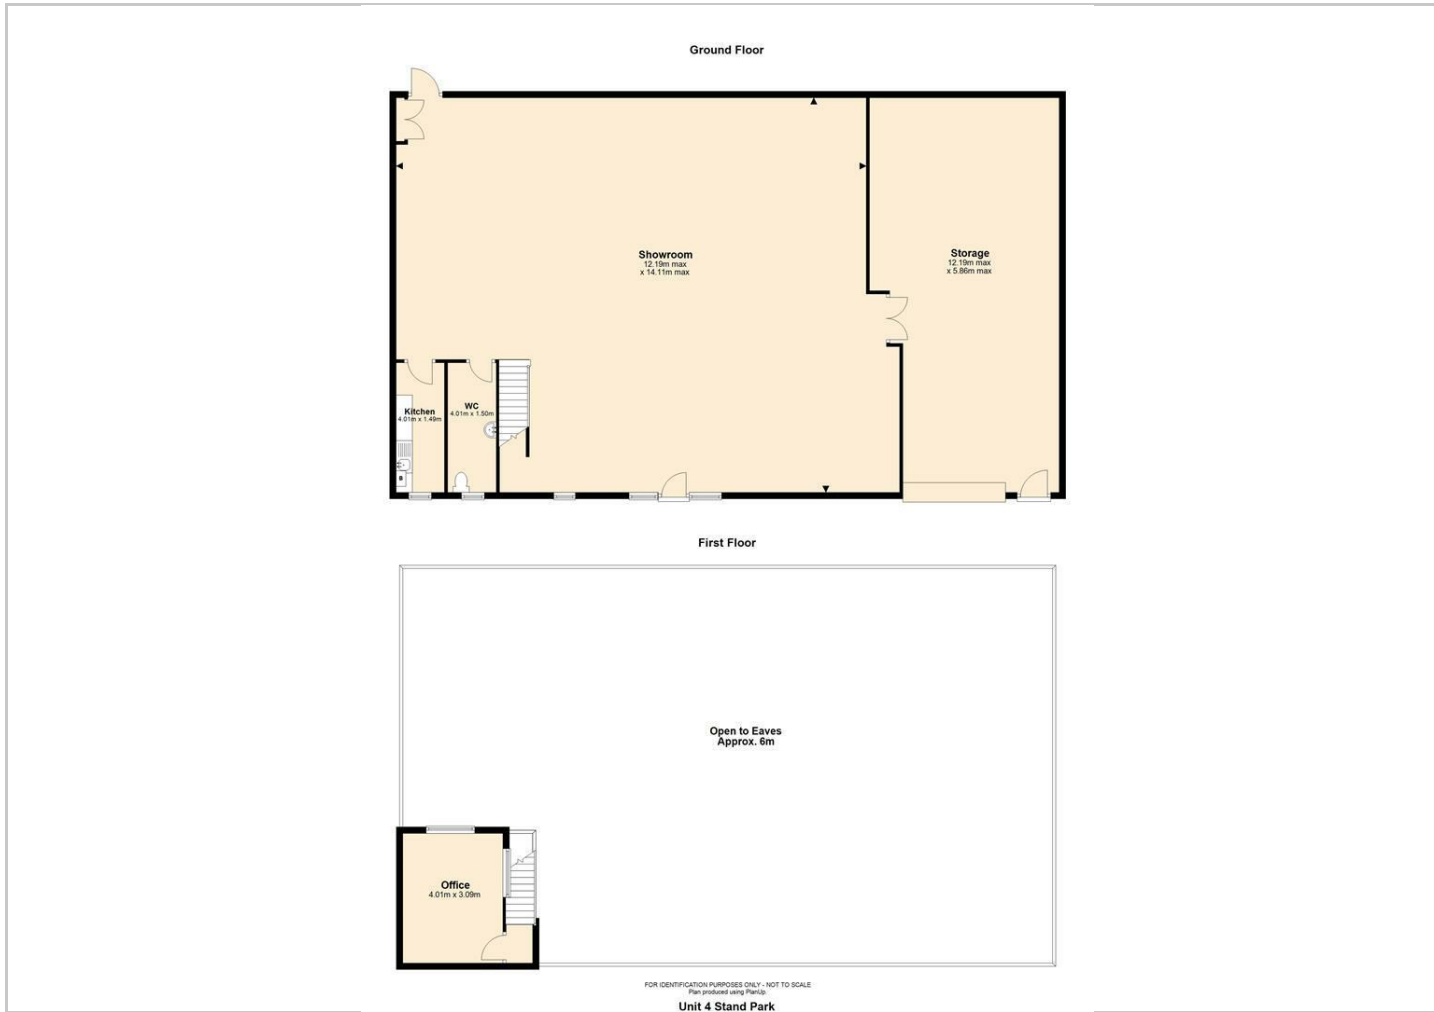 Ground Floor
Showroom
12.19m max
x 14.11m max
Storage
12.19m max
x 5.86m max
Kitchen
4.01m x 1.49m
WC
4.01m x 1.50m
First Floor
Open to Eaves
Approx. 6m
Office
4.01m x 3.09m
FOR IDENTIFICATION PURPOSES ONLY - NOT TO SCALE
Plan produced using PlanUp.
Unit 4 Stand Park